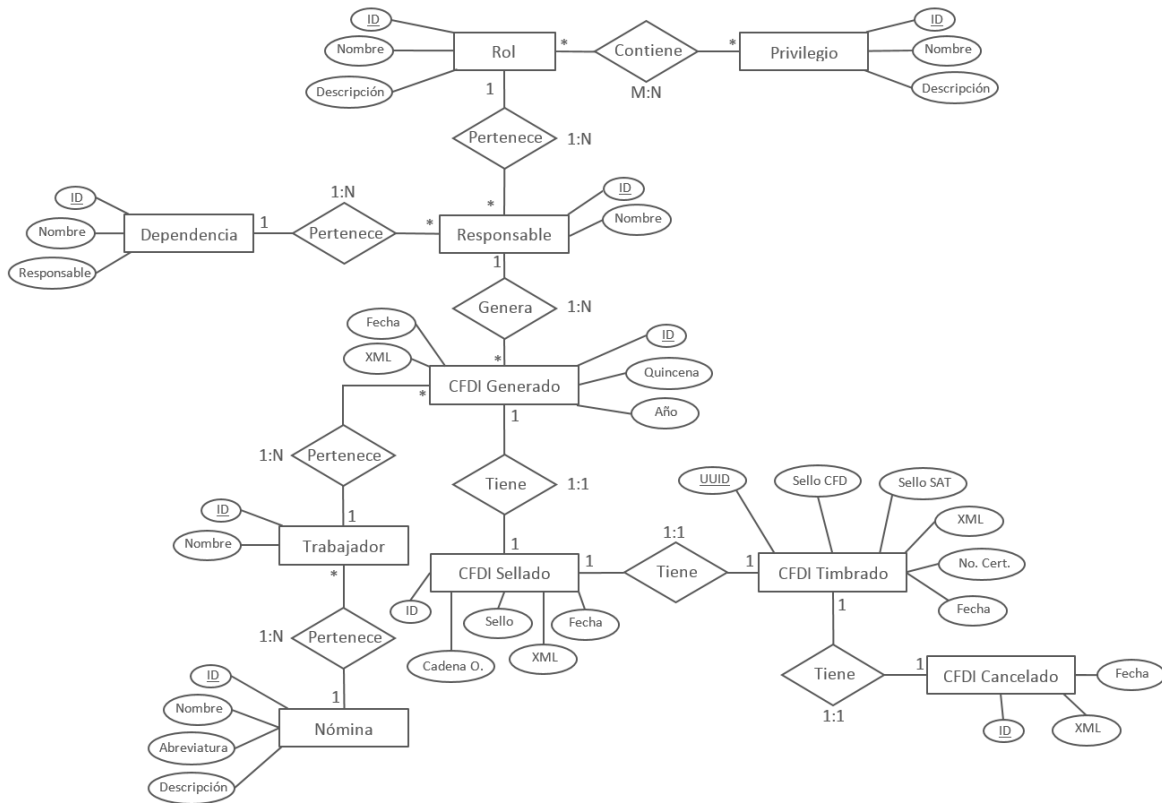 ID
ID
Nombre
Rol
*
Contiene
*
Privilegio
Nombre
Descripción
1
M:N
Descripción
Pertenece
1:N
ID
1:N
*
ID
Nombre
Dependencia
1
Pertenece
*
Responsable
Nombre
Responsable
1
Genera
1:N
Fecha
ID
XML
*
CFDI Generado
Quincena
*
1
Año
1:N
Pertenece
Tiene
1:1
UUID
Sello CFD
Sello SAT
ID
1
XML
Nombre
Trabajador
1
1:1
*
CFDI Sellado
1
Tiene
1
CFDI Timbrado
No. Cert.
ID
Sello
Fecha
1
Fecha
1:N
Pertenece
Cadena O.
XML
ID
Tiene
1
CFDI Cancelado
Fecha
1
1:1
Nombre
Nómina
ID
XML
Abreviatura
Descripción